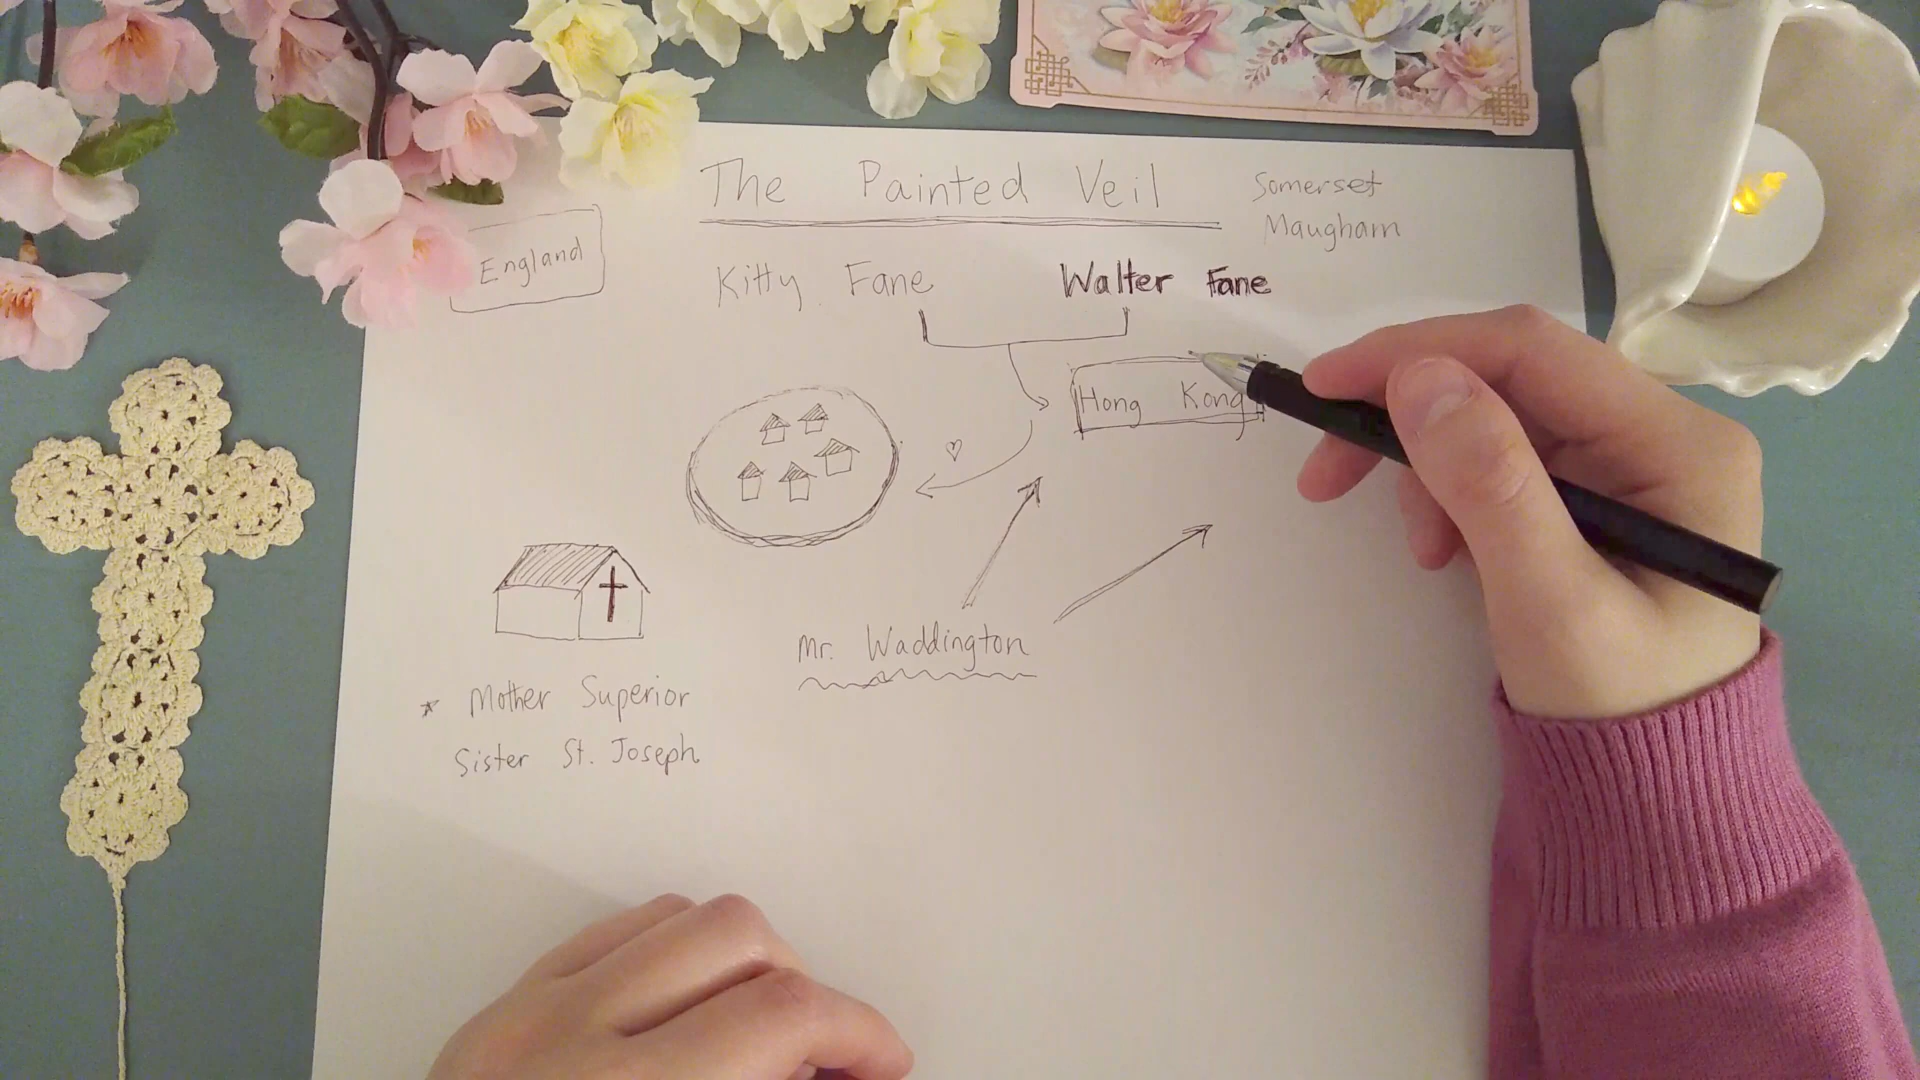 The Painted Veil
Somerset
Maugham
England
Kitty Fane
Walter Fane
Hong Kong
Mr. Waddington
* Mother Superior
Sister St. Joseph